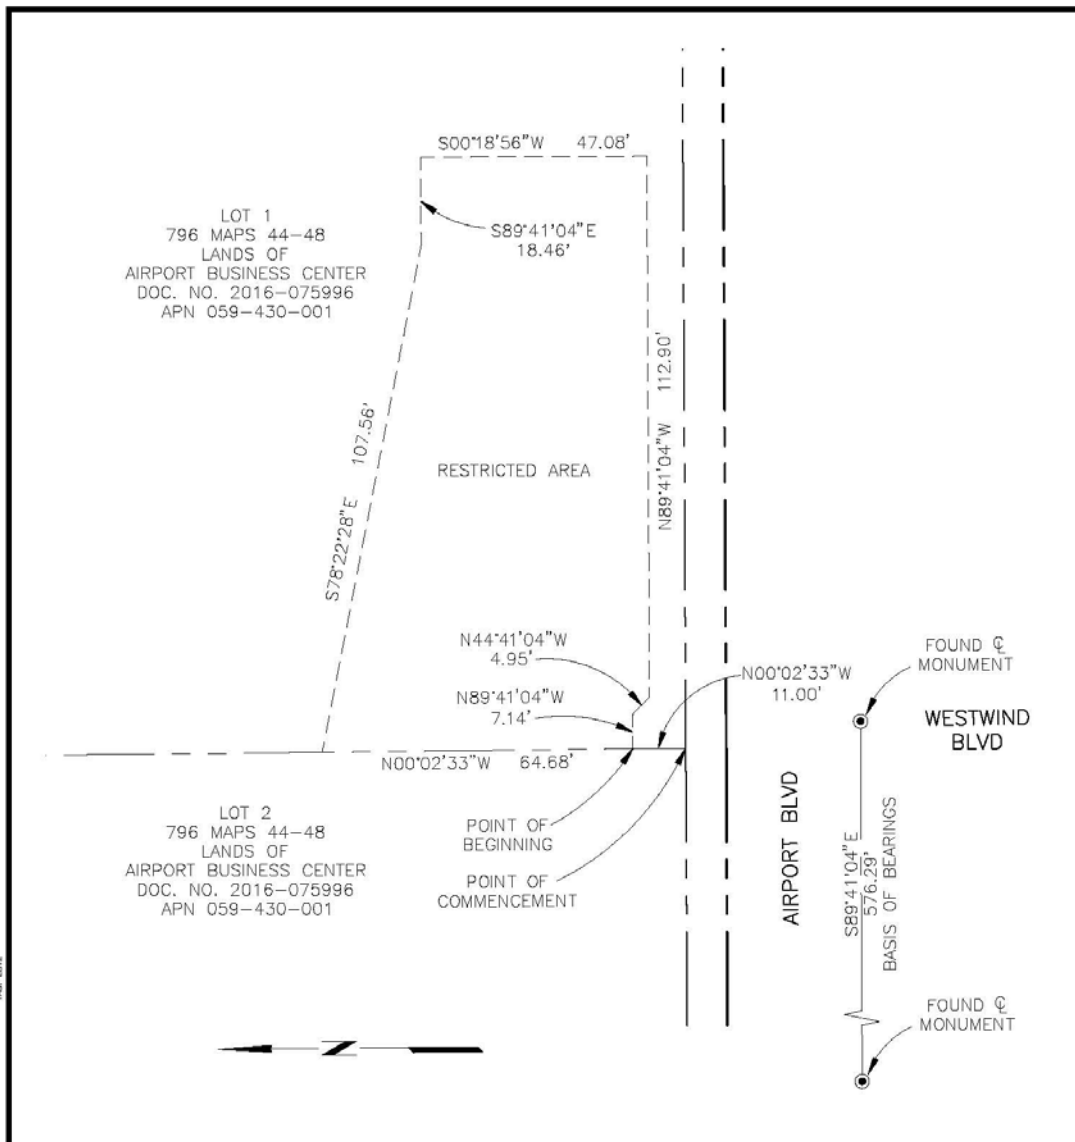 S00°18'56"W 47.08'
LOT 1
796 MAPS 44-48
LANDS OF
AIRPORT BUSINESS CENTER
DOC. NO. 2016-075996
APN 059-430-001
S89°41'04"E
18.46'
S78°22'28"E 107.56'
N89°41'04"W 112.90'
RESTRICTED AREA
N44°41'04"W
4.95'
N89°41'04"W
7.14'
N00°02'33"W
11.00'
FOUND ℄
MONUMENT
WESTWIND
BLVD
N00°02'33"W 64.68'
LOT 2
796 MAPS 44-48
LANDS OF
AIRPORT BUSINESS CENTER
DOC. NO. 2016-075996
APN 059-430-001
POINT OF
BEGINNING
POINT OF
COMMENCEMENT
AIRPORT BLVD
S89°41'04"E
576.29'
BASIS OF BEARINGS
FOUND ℄
MONUMENT
N